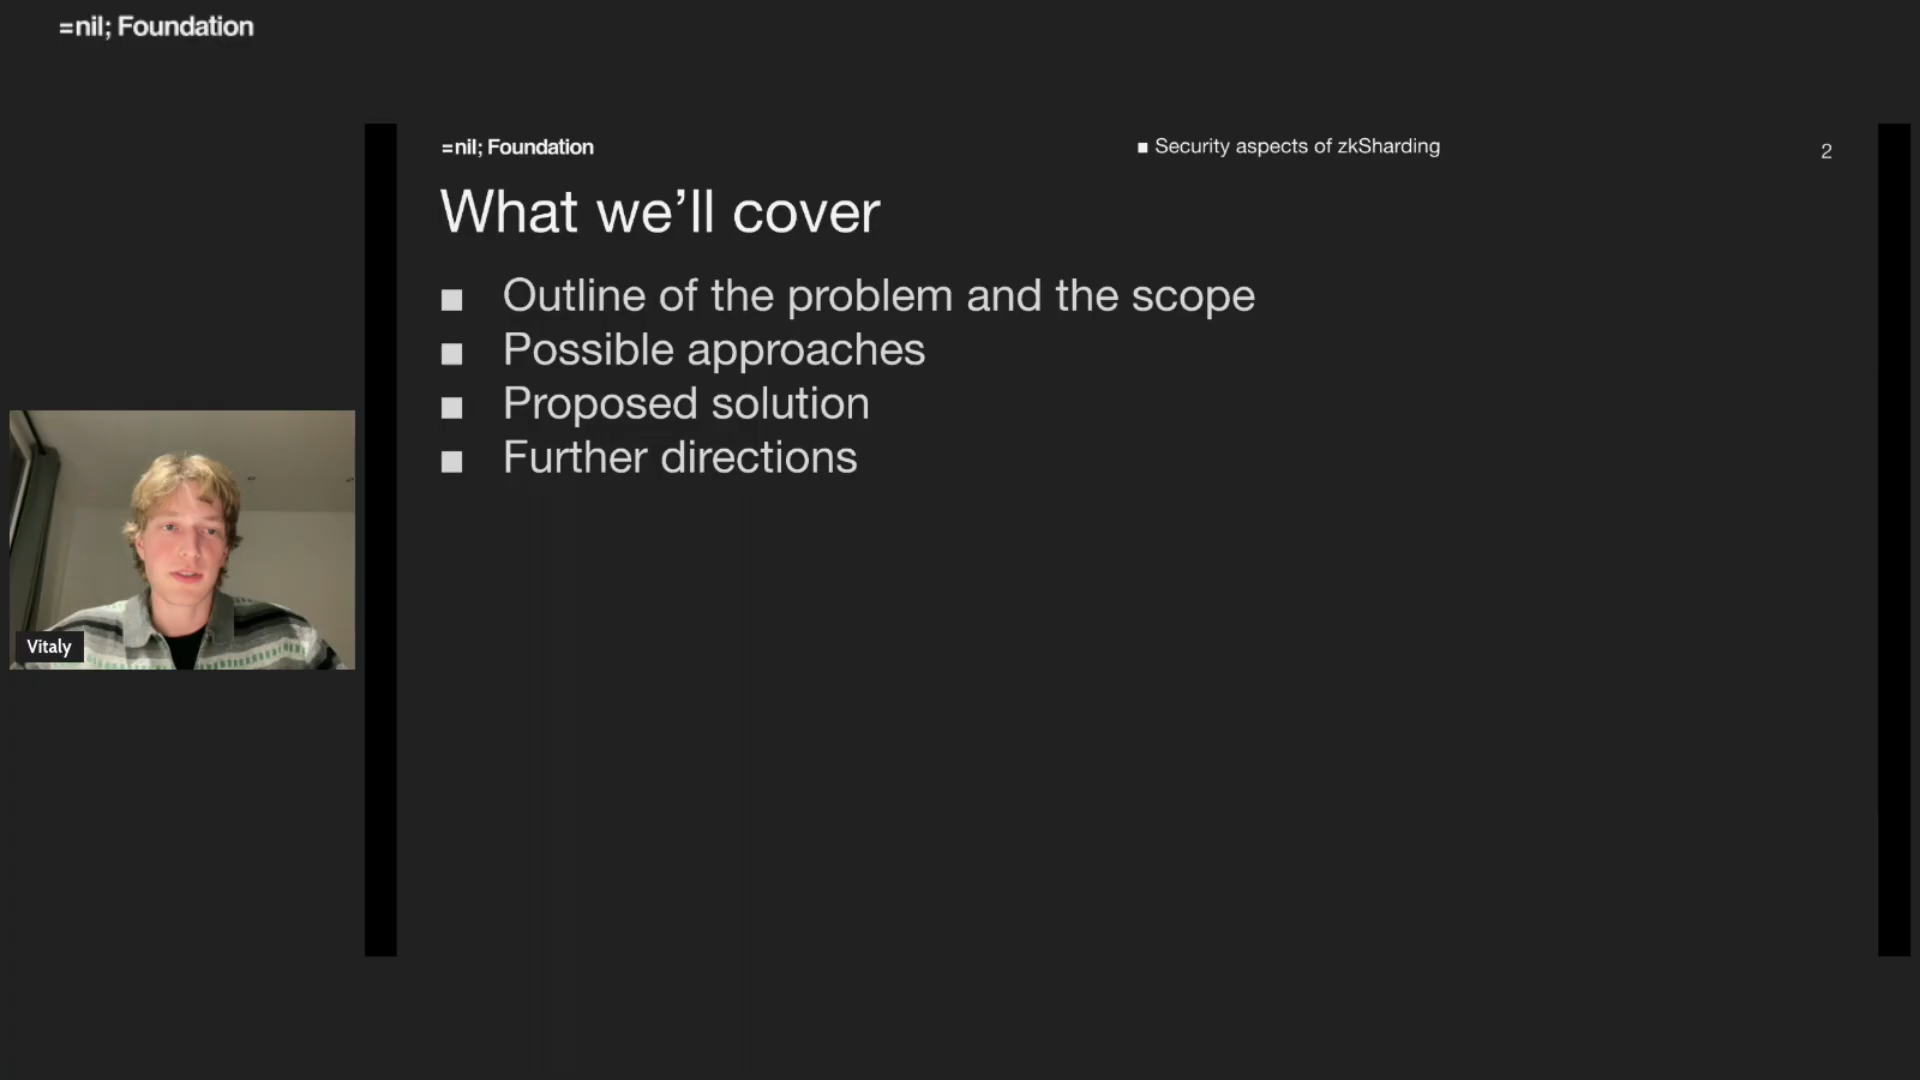 =nil; Foundation
=nil; Foundation
■ Security aspects of zkSharding
2
What we’ll cover
■ Outline of the problem and the scope
■ Possible approaches
■ Proposed solution
■ Further directions
Vitaly